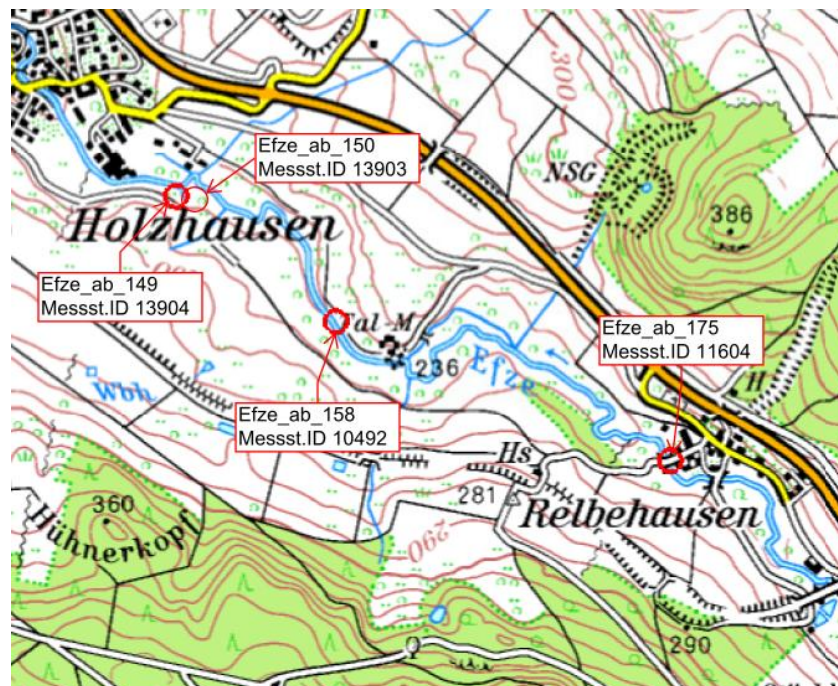 300
Efze_ab_150
Messst.ID 13903
NSG
386
Holzhausen
Efze_ab_149
Messst.ID 13904
Tal-M
Efze_ab_175
Messst.ID 11604
236
Efze
Wbh.
H
Efze_ab_158
Messst.ID 10492
Hs
281
Relbehausen
360
Hühnerkopf
290
290